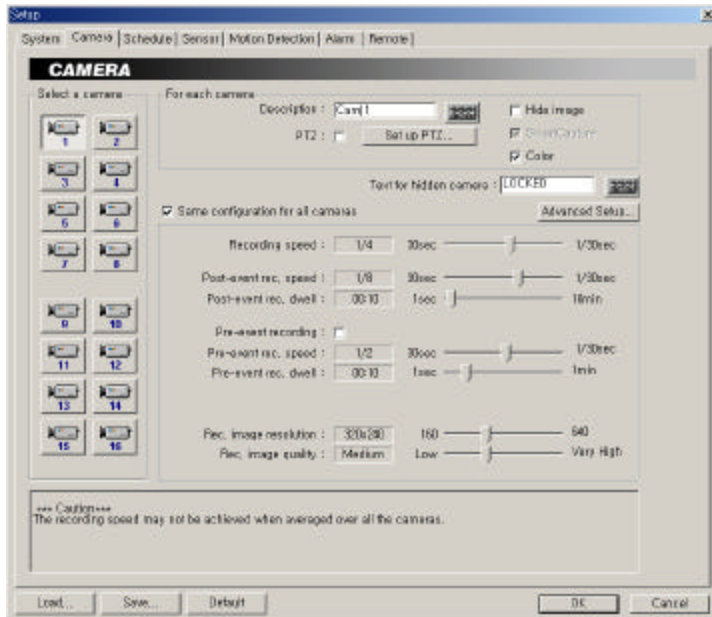 Setup
System Camera Schedule Sensor Motion Detection Alarm Remote
CAMERA
Select a camera
For each camera
Description : Cam 1
Hide image
PTZ : Set up PTZ...
SmartCapture
Color
Text for hidden camera : LOCKED
Same configuration for all cameras
Advanced Setup...
1 2
3 4
5 6
7 8
9 10
11 12
13 14
15 16
Recording speed : 1/4 30sec 1/30sec
Post-event rec. speed : 1/8 30sec 1/30sec
Post-event rec. dwell : 00:10 1sec 10min
Pre-event recording :
Pre-event rec. speed : 1/2 30sec 1/30sec
Pre-event rec. dwell : 00:10 1sec 1min
Rec. image resolution : 320x240 160 640
Rec. image quality : Medium Low Very High
*** Caution***
The recording speed may not be achieved when averaged over all the cameras.
Load... Save... Default OK Cancel